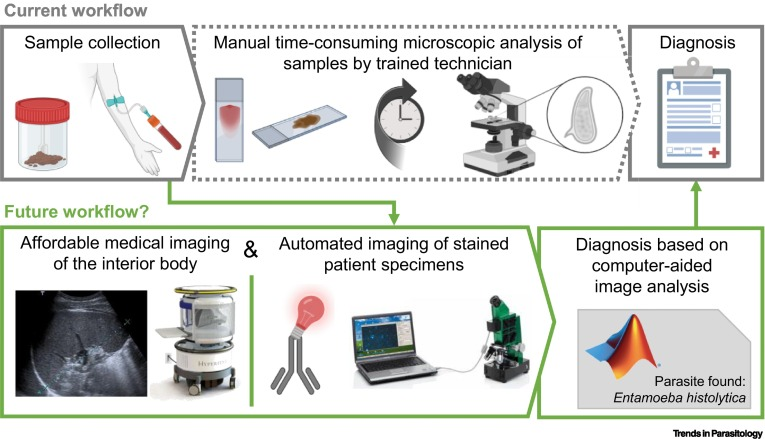 Current workflow
Sample collection
Manual time-consuming microscopic analysis of
samples by trained technician
Diagnosis
Future workflow?
Affordable medical imaging
of the interior body
&
Automated imaging of stained
patient specimens
Diagnosis based on
computer-aided
image analysis
Parasite found:
Entamoeba histolytica
Trends in Parasitology